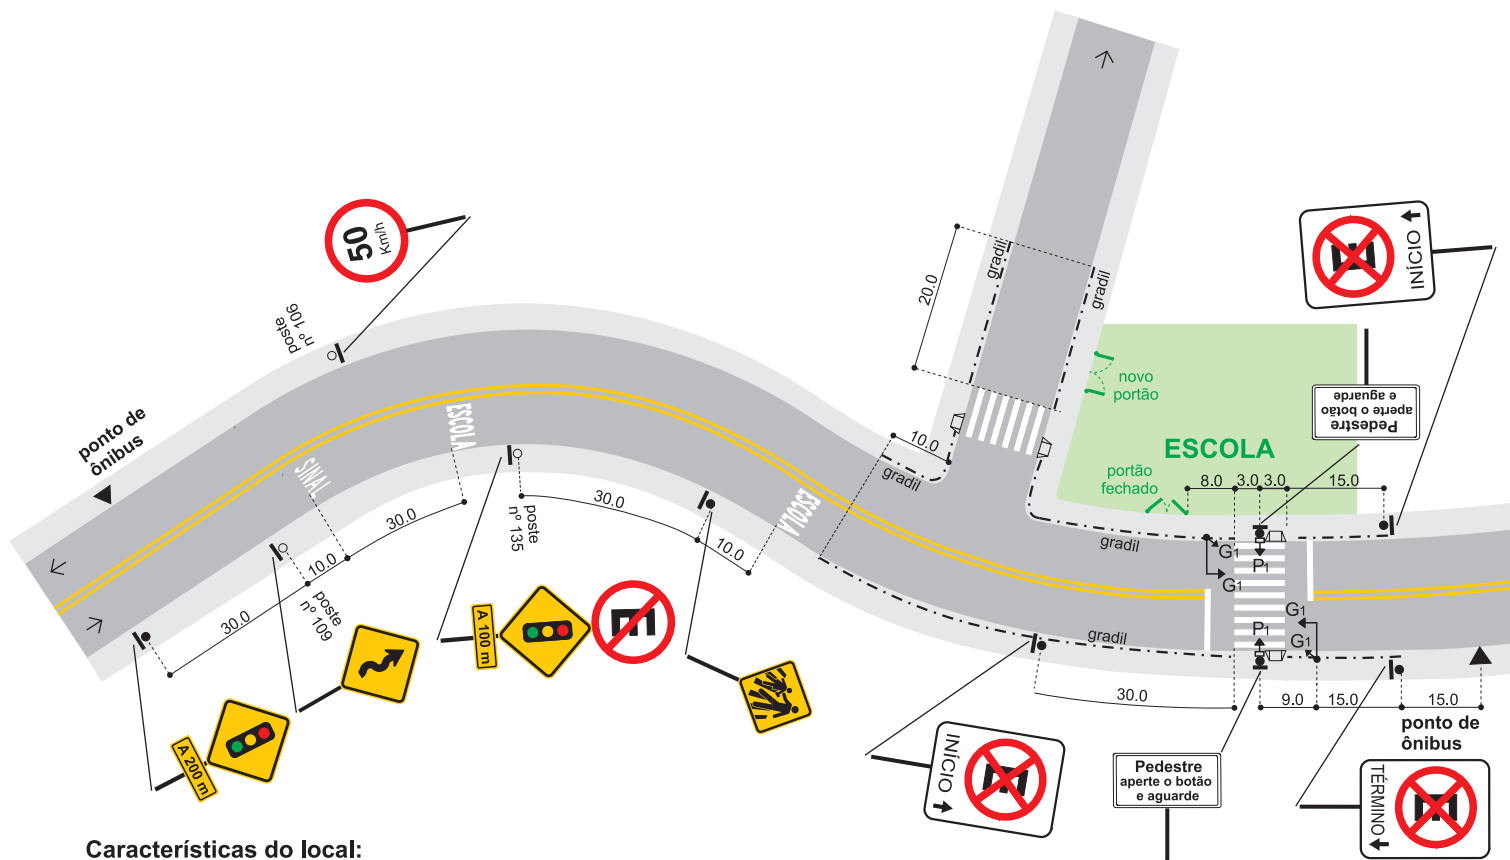 50
Km/h
poste
nº 106
ponto de
ônibus
SINAL
ESCOLA
ESCOLA
30.0
10.0
30.0
poste
nº 109
poste
nº 135
30.0
10.0
A 200 m
A 100 m
E
gradil
10.0
20.0
gradil
gradil
novo
portão
ESCOLA
portão
fechado
8.0
3.0
3.0
15.0
INÍCIO
E
Pedestre
aperte o botão
e aguarde
gradil
G1
G1
P1
P1
G1
G1
gradil
30.0
9.0
15.0
15.0
ponto de
ônibus
INÍCIO
E
Pedestre
aperte o botão
e aguarde
TÉRMINO
E
Características do local: